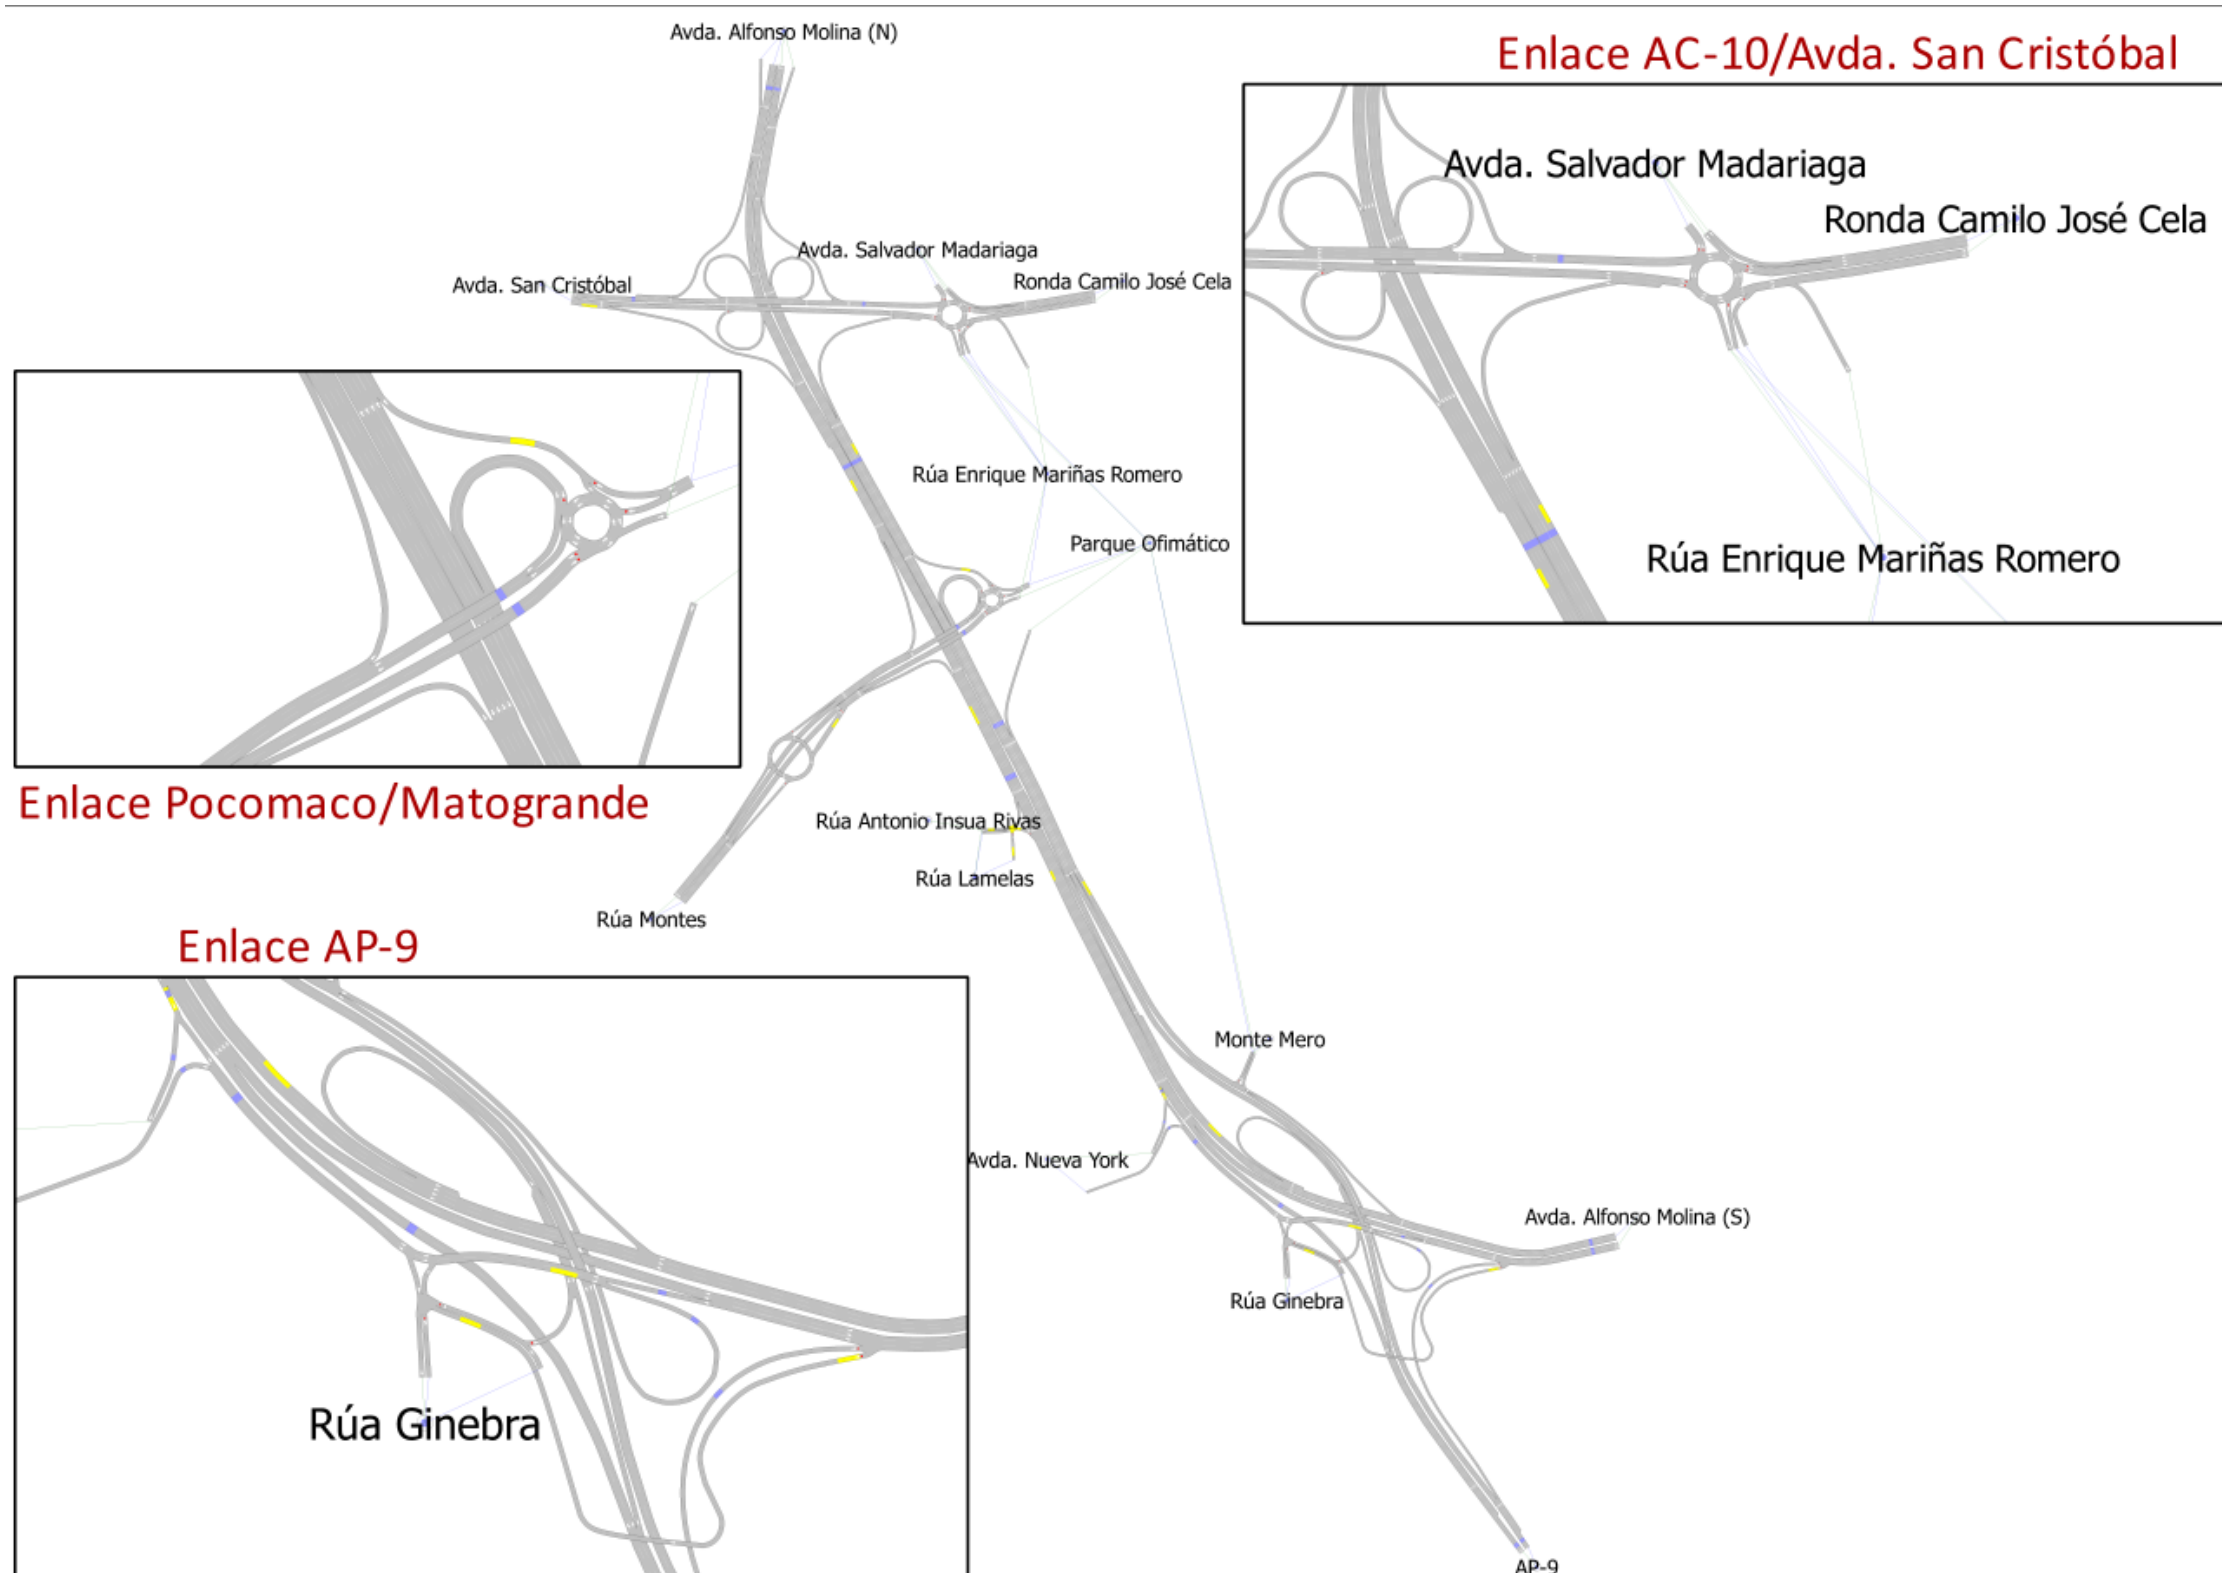 Avda. Alfonso Molina (N)
Enlace AC-10/Avda. San Cristóbal
Avda. Salvador Madariaga
Ronda Camilo José Cela
Rúa Enrique Mariñas Romero
Avda. Salvador Madariaga
Avda. San Cristóbal
Ronda Camilo José Cela
Rúa Enrique Mariñas Romero
Parque Ofimático
Enlace Pocomaco/Matogrande
Rúa Antonio Insua Rivas
Rúa Lamelas
Rúa Montes
Enlace AP-9
Rúa Ginebra
Monte Mero
Avda. Nueva York
Avda. Alfonso Molina (S)
Rúa Ginebra
AP-9